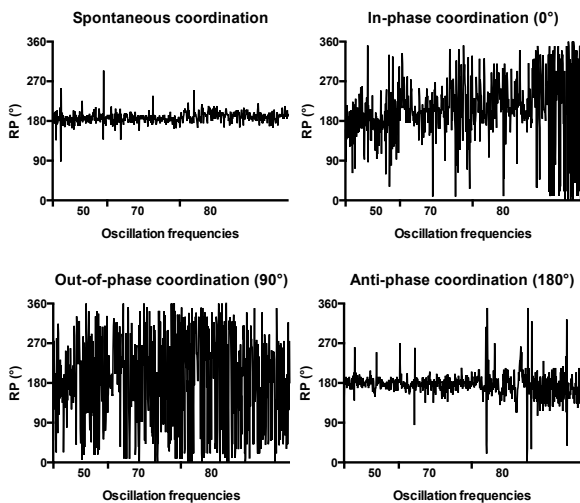 Spontaneous coordination
360
270
180
90
0
RP (°)
50 70 80
Oscillation frequencies
In-phase coordination (0°)
360
270
180
90
0
RP (°)
50 70 80
Oscillation frequencies
Out-of-phase coordination (90°)
360
270
180
90
0
RP (°)
50 70 80
Oscillation frequencies
Anti-phase coordination (180°)
360
270
180
90
0
RP (°)
50 70 80
Oscillation frequencies